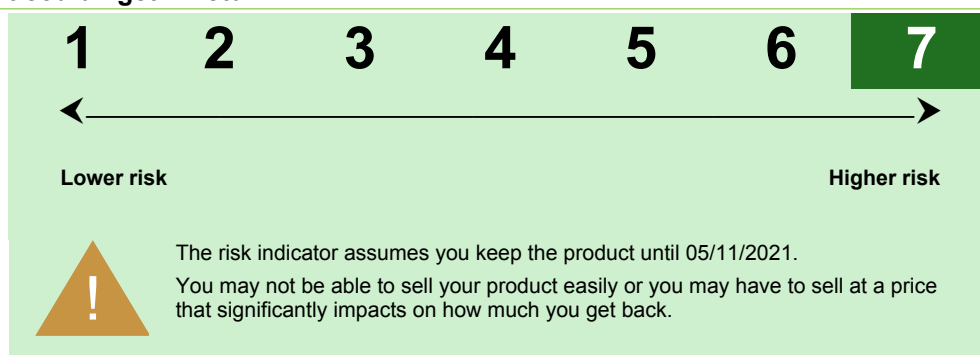 1 2 3 4 5 6 7
Lower risk Higher risk
!
The risk indicator assumes you keep the product until 05/11/2021.
You may not be able to sell your product easily or you may have to sell at a price
that significantly impacts on how much you get back.